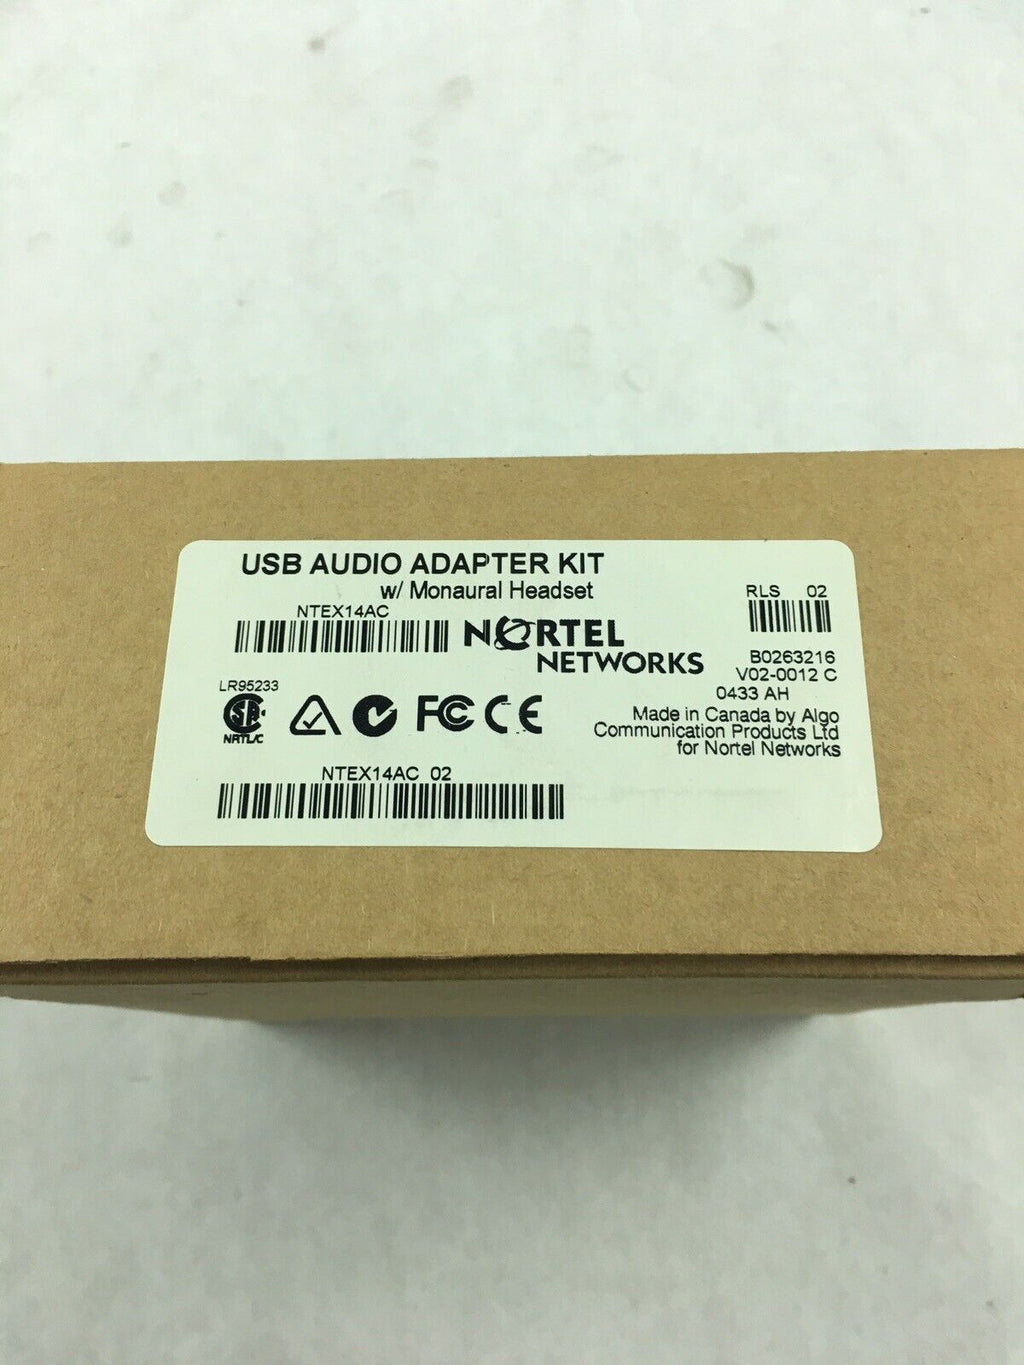 USB AUDIO ADAPTER KIT
w/ Monaural Headset
NTEX14AC
RLS 02
NORTEL
NETWORKS
B0263216
V02-0012 C
0433 AH
LR95233
NRTL/C
FC CE
Made in Canada by Algo
Communication Products Ltd
for Nortel Networks
NTEX14AC 02